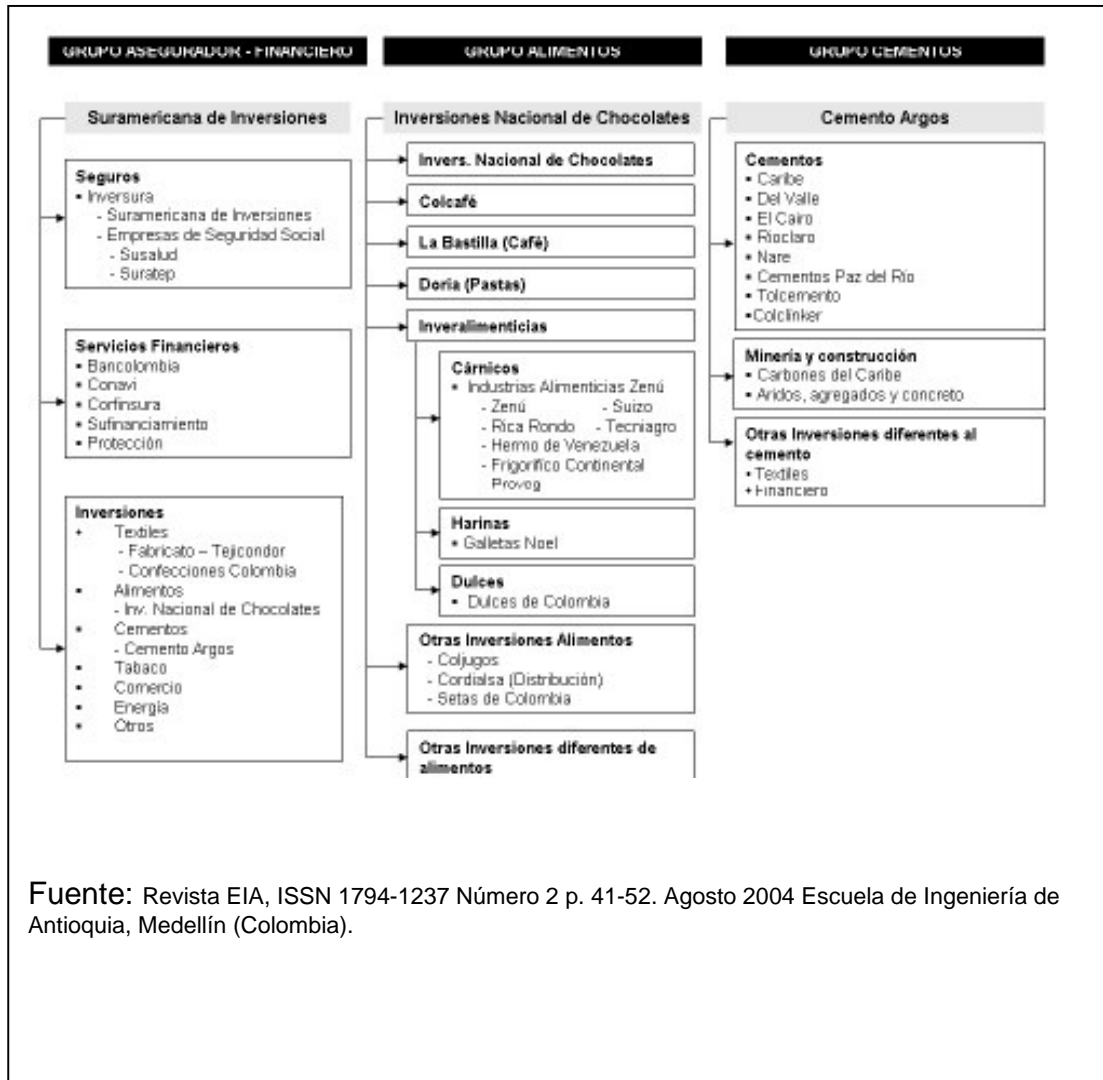 GRUPO ASEGURADOR - FINANCIERO
Suramericana de Inversiones
Seguros
▪ Inversura
- Suramericana de Inversiones
- Empresas de Seguridad Social
- Susalud
- Suratep
Servicios Financieros
▪ Bancolombia
▪ Conavi
▪ Corfinsura
▪ Sufinanciamiento
▪ Protección
Inversiones
▪ Textiles
- Fabricato – Tejicondor
- Confecciones Colombia
▪ Alimentos
- Inv. Nacional de Chocolates
▪ Cementos
- Cemento Argos
▪ Tabaco
▪ Comercio
▪ Energía
▪ Otros
GRUPO ALIMENTOS
Inversiones Nacional de Chocolates
Invers. Nacional de Chocolates
Colcafé
La Bastilla (Café)
Doria (Pastas)
Inveralimenticias
Cárnicos
▪ Industrias Alimenticias Zenú
- Zenú - Suizo
- Rica Rondo - Tecniagro
- Hermo de Venezuela
- Frigorífico Continental
Proveg
Harinas
▪ Galletas Noel
Dulces
▪ Dulces de Colombia
Otras Inversiones Alimentos
- Coljugos
- Cordialsa (Distribución)
- Setas de Colombia
Otras Inversiones diferentes de
alimentos
GRUPO CEMENTOS
Cemento Argos
Cementos
▪ Caribe
▪ Del Valle
▪ El Cairo
▪ Rioclaro
▪ Nare
▪ Cementos Paz del Río
▪ Tolcemento
▪ Colclinker
Minería y construcción
▪ Carbones del Caribe
▪ Aridos, agregados y concreto
Otras Inversiones diferentes al
cemento
▪ Textiles
▪ Financiero
Fuente: Revista EIA, ISSN 1794-1237 Número 2 p. 41-52. Agosto 2004 Escuela de Ingeniería de
Antioquia, Medellín (Colombia).